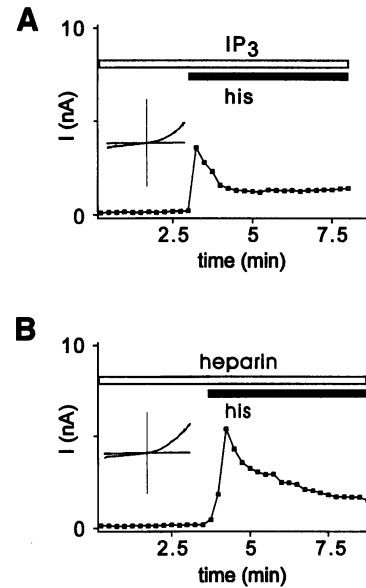 A
10
IP3
his
I (nA)
0
2.5 5 7.5
time (min)
B
10
heparin
his
I (nA)
0
2.5 5 7.5
time (min)